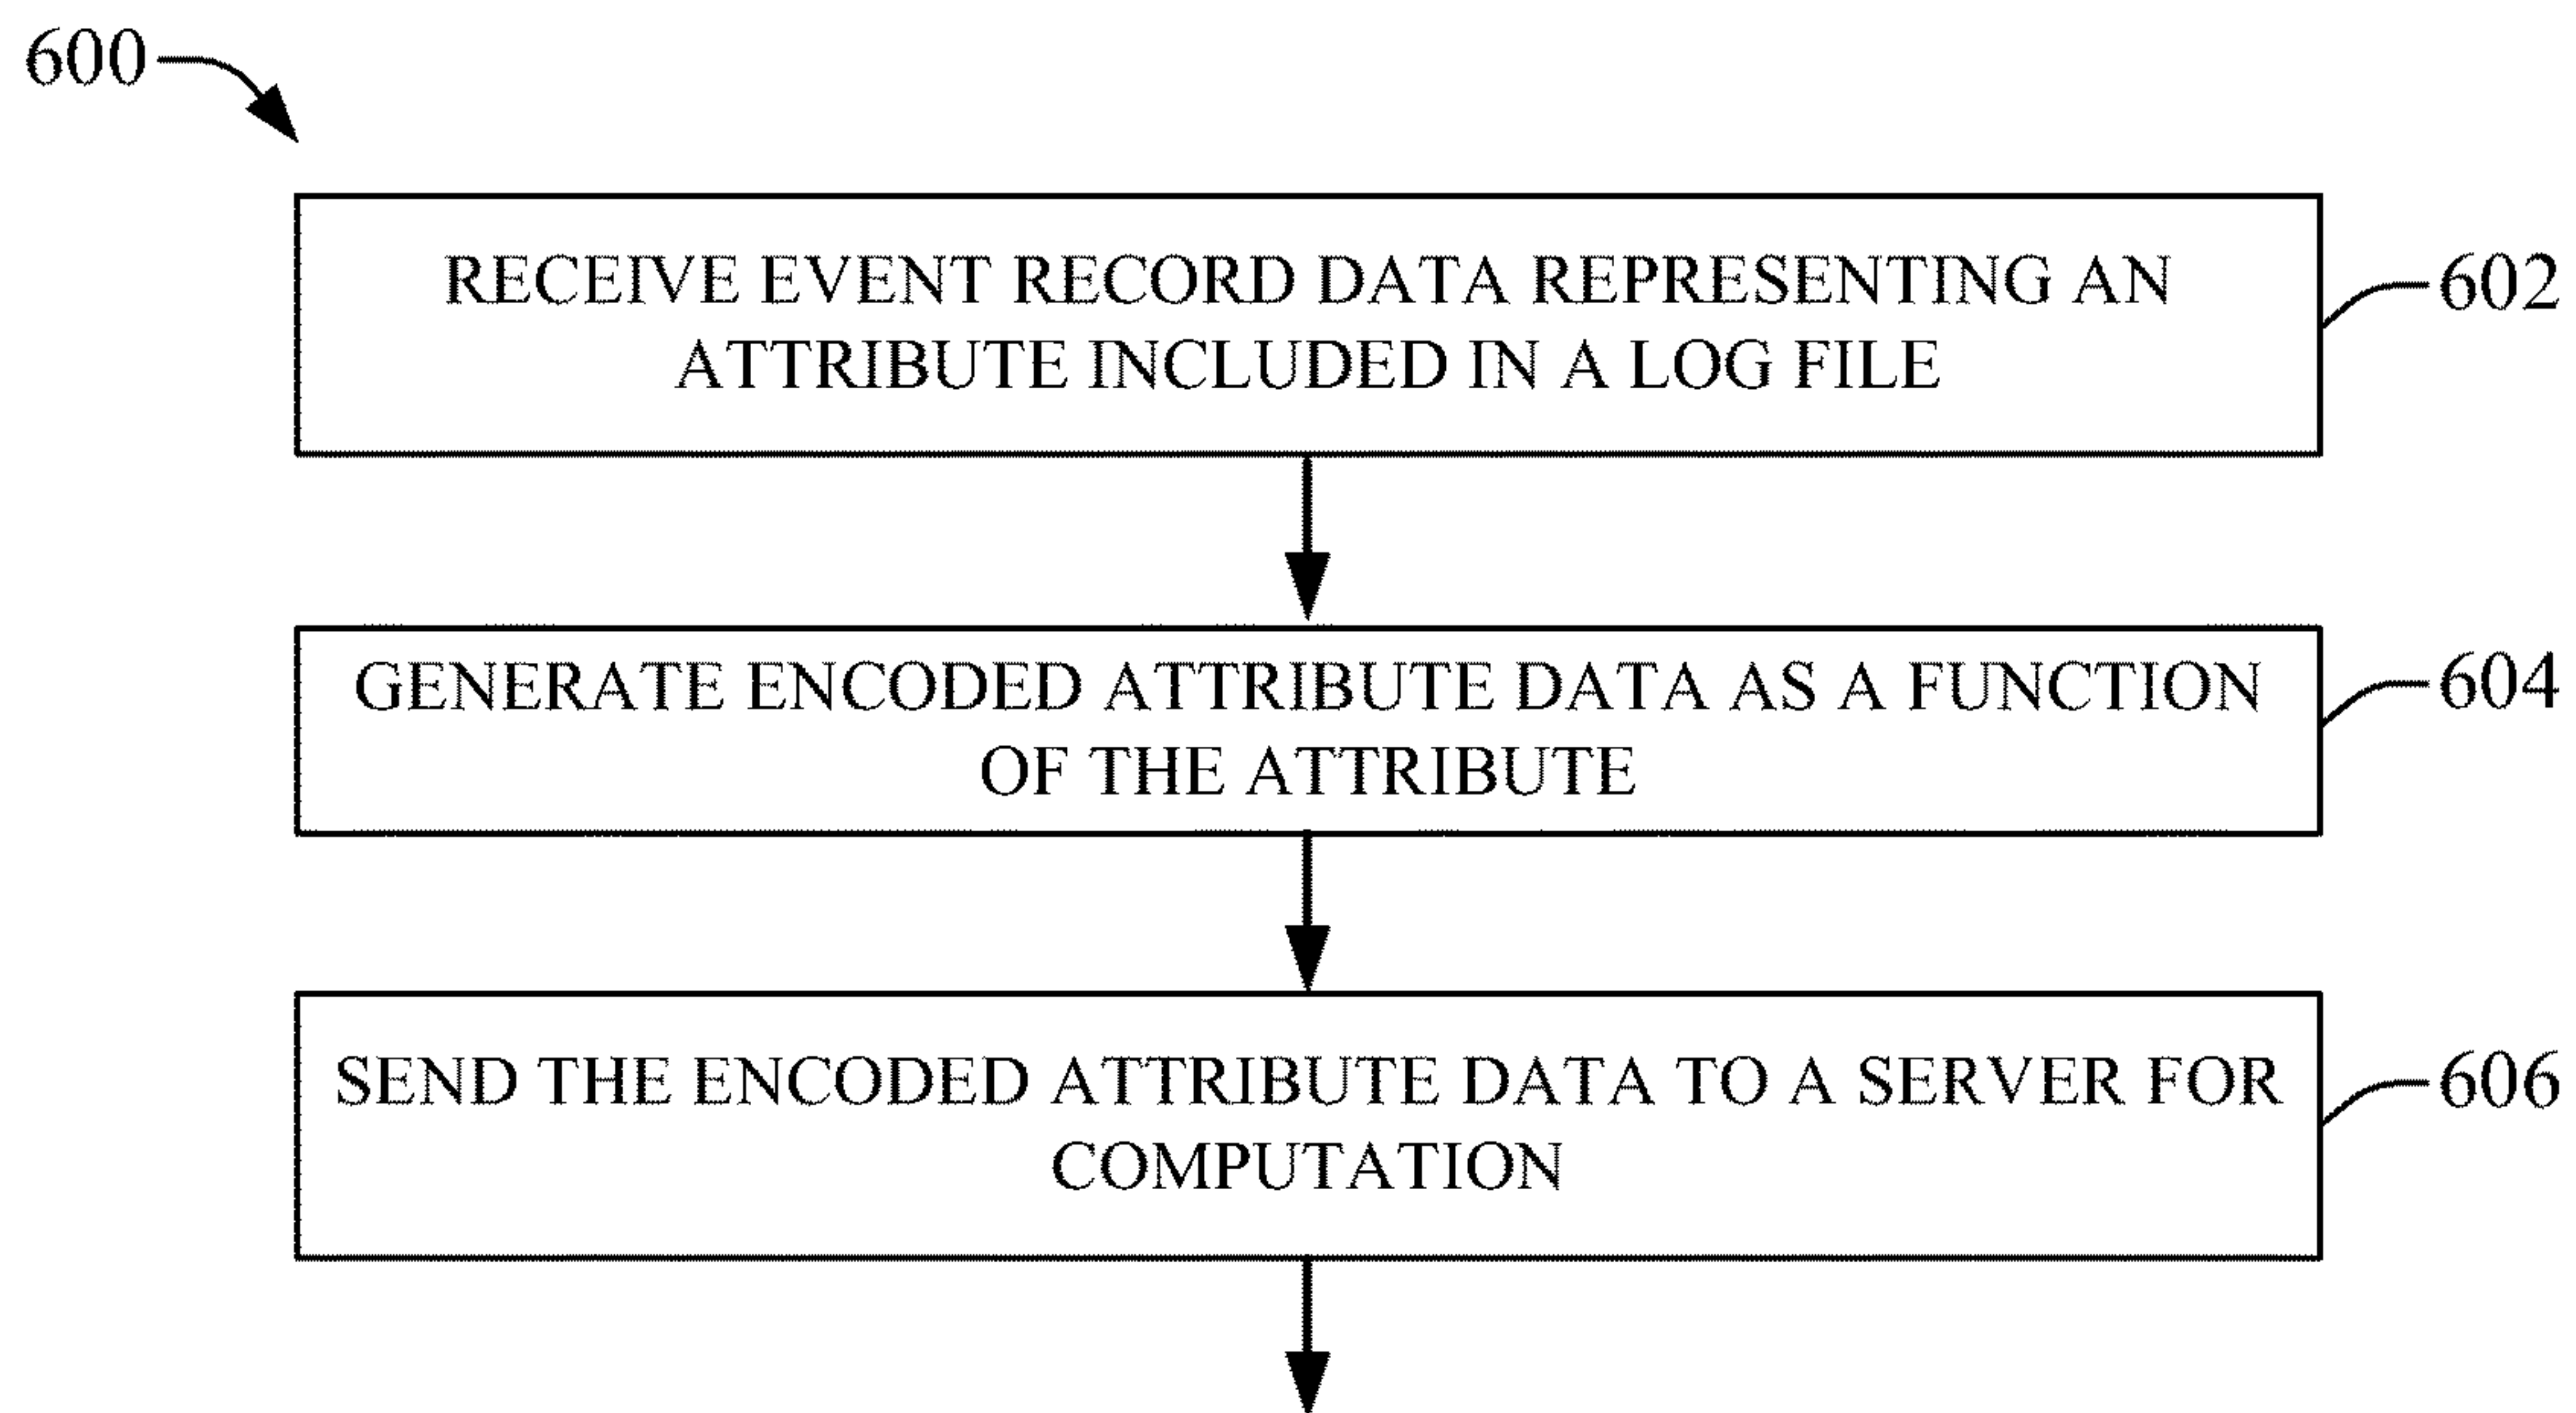 600
RECEIVE EVENT RECORD DATA REPRESENTING AN
ATTRIBUTE INCLUDED IN A LOG FILE
602
GENERATE ENCODED ATTRIBUTE DATA AS A FUNCTION
OF THE ATTRIBUTE
604
SEND THE ENCODED ATTRIBUTE DATA TO A SERVER FOR
COMPUTATION
606